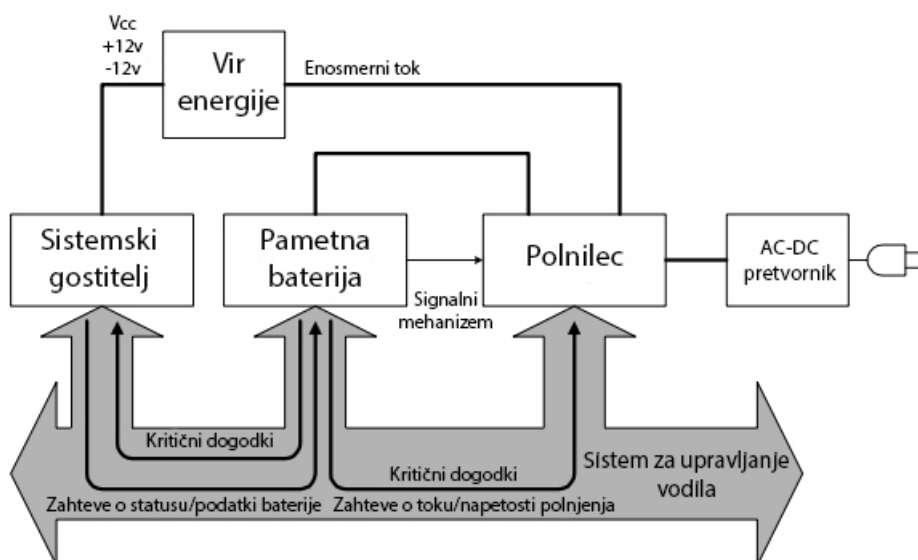 Vcc
+12v
-12v
Vir
energije
Enosmerni tok
Sistemski
gostitelj
Pametna
baterija
Signalni
mehanizem
Polnilec
AC-DC
pretvornik
Kritični dogodki
Zahteve o statusu/podatki baterije
Kritični dogodki
Zahteve o toku/napetosti polnjenja
Sistem za upravljanje
vodila